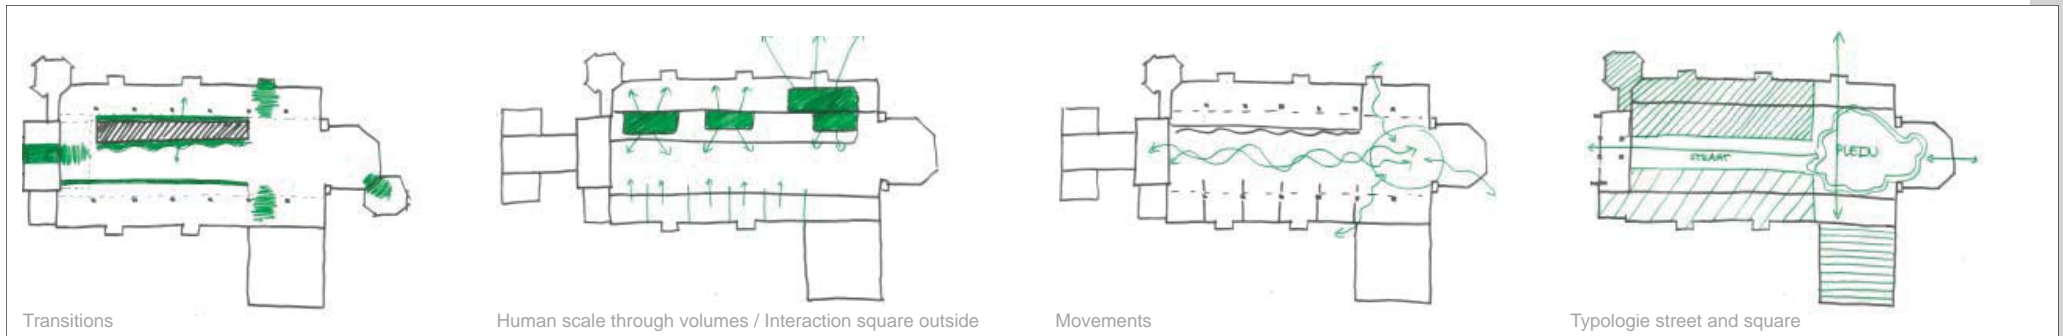 STRAAT
PLEIN
Transitions
Human scale through volumes / Interaction square outside
Movements
Typologie street and square